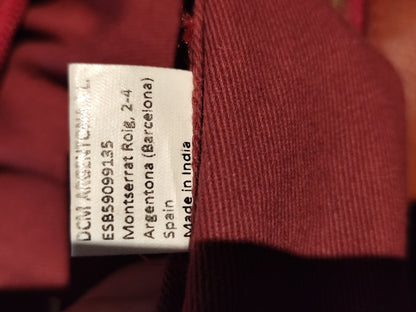 DCM ARGENTONA
ESB59099135
Montserrat Roig, 2-4
Argentona (Barcelona)
Spain
Made in India